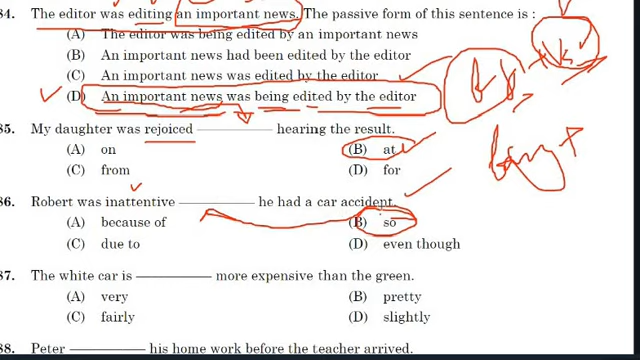 84. The editor was editing an important news. The passive form of this sentence is :
(A) The editor was being edited by an important news
(B) An important news had been edited by the editor
(C) An important news was edited by the editor
(D) An important news was being edited by the editor
85. My daughter was rejoiced ———— hearing the result.
(A) on (B) at
(C) from (D) for
86. Robert was inattentive ———— he had a car accident.
(A) because of (B) so
(C) due to (D) even though
87. The white car is ———— more expensive than the green.
(A) very (B) pretty
(C) fairly (D) slightly
88. Peter ———— his home work before the teacher arrived.